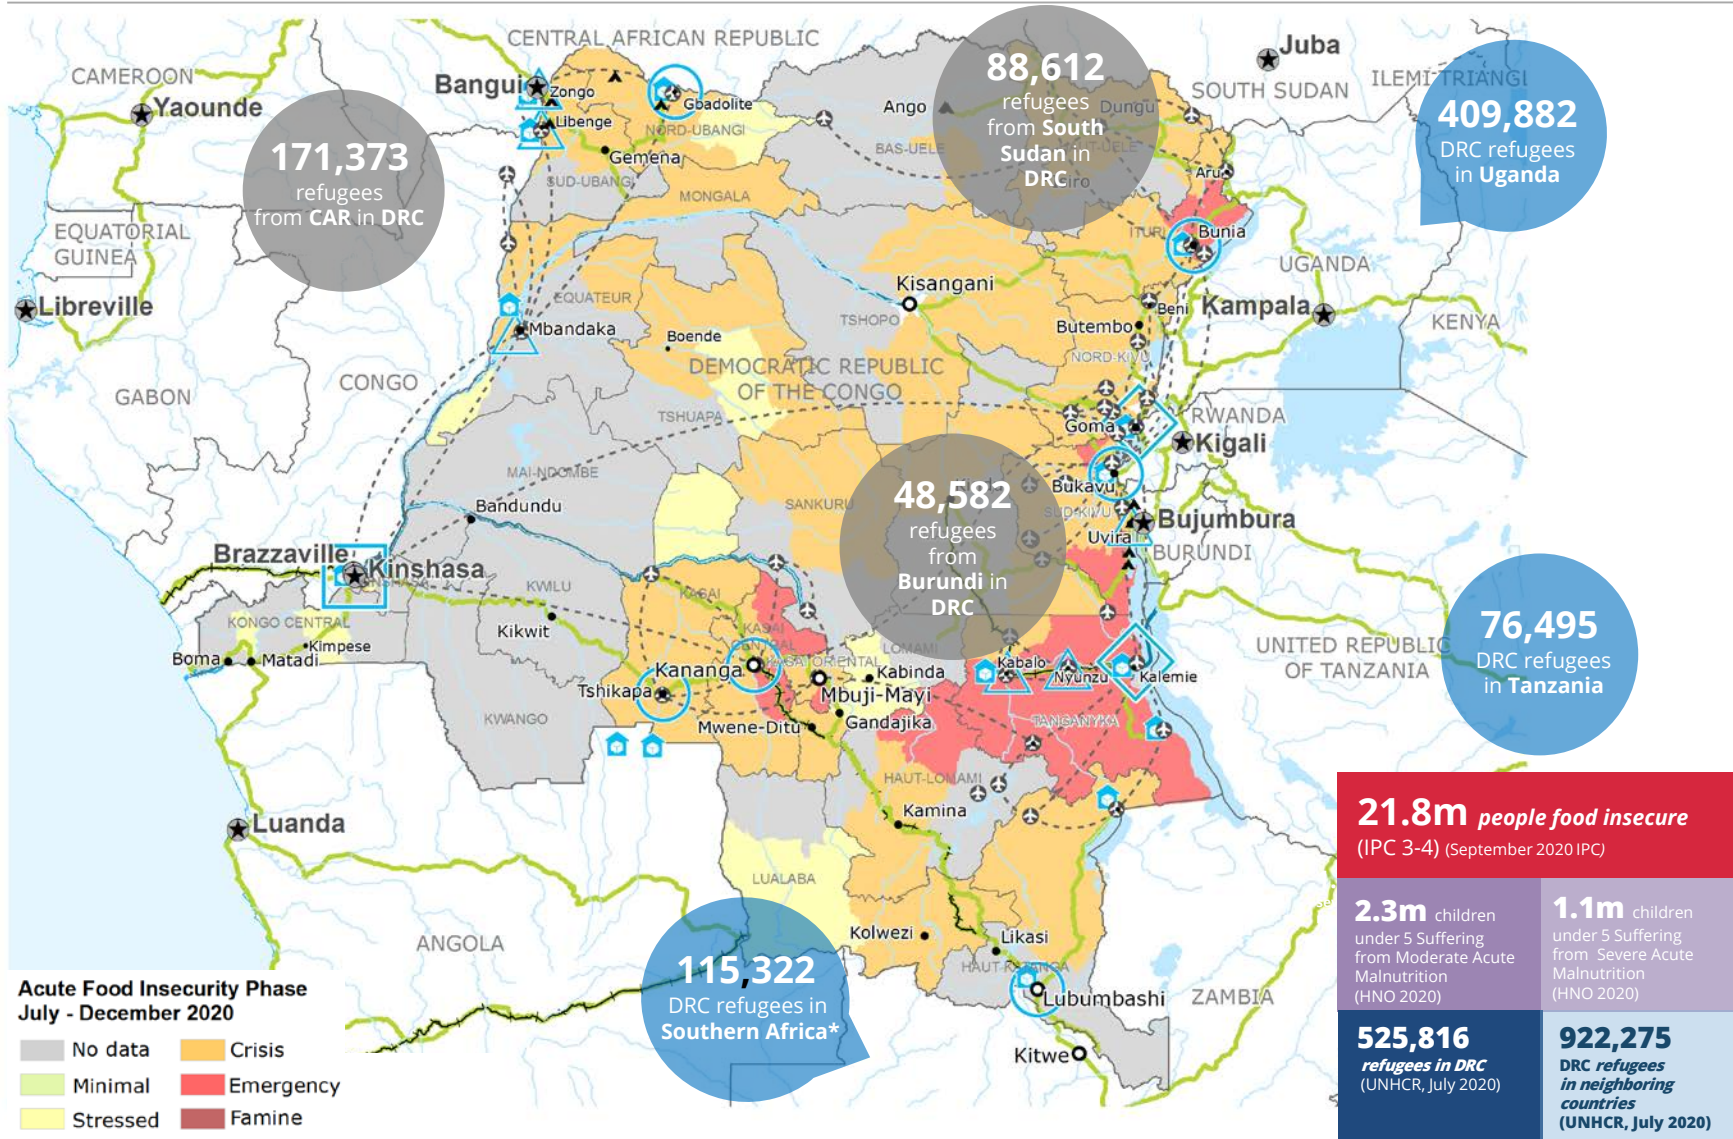 CENTRAL AFRICAN REPUBLIC
CAMEROON
Yaounde
Bangui
Zongo
Libenge
Gbadolite
NORD-UBANGI
Gemena
SUD-UBANGI
MONGALA
Ango
BAS-UELE
Dungu
88,612
refugees
from South
Sudan in
DRC
Juba
SOUTH SUDAN
409,882
DRC refugees
in Uganda
171,373
refugees
from CAR in DRC
EQUATORIAL
GUINEA
Libreville
GABON
CONGO
Aru
ITURI
Bunia
UGANDA
Kampala
KENYA
Kisangani
TSHOPO
EQUATEUR
Mbandaka
Boende
Beni
Butembo
NORD-KIVU
DEMOCRATIC REPUBLIC
OF THE CONGO
TSHUAPA
Goma
RWANDA
Kigali
MAI-NDOMBE
Bandundu
SANKURU
48,582
refugees
from
Burundi in
DRC
Bukavu
SUD-KIVU
Uvira
Bujumbura
BURUNDI
Brazzaville
Kinshasa
KWILU
KASAI
KONGO CENTRAL
Kikwit
Kimpese
Boma
Matadi
KASAI
CENTRAL
LOMAMI
Kananga
Kabinda
Kabalo
Nyunzu
Kalemie
UNITED REPUBLIC
OF TANZANIA
76,495
DRC refugees
in Tanzania
Tshikapa
Mbuji-Mayi
KWANGO
Mwene-Ditu
Gandajika
TANGANYKA
HAUT-LOMAMI
Kamina
Luanda
LUALABA
ANGOLA
Kolwezi
Likasi
HAUT-KATANGA
Lubumbashi
ZAMBIA
Kitwe
115,322
DRC refugees in
Southern Africa*
21.8m people food insecure
(IPC 3-4) (September 2020 IPC)
2.3m children
under 5 Suffering
from Moderate Acute
Malnutrition
(HNO 2020)
1.1m children
under 5 Suffering
from Severe Acute
Malnutrition
(HNO 2020)
525,816
refugees in DRC
(UNHCR, July 2020)
922,275
DRC refugees
in neighboring
countries
(UNHCR, July 2020)
Acute Food Insecurity Phase
July - December 2020
No data
Crisis
Minimal
Emergency
Stressed
Famine